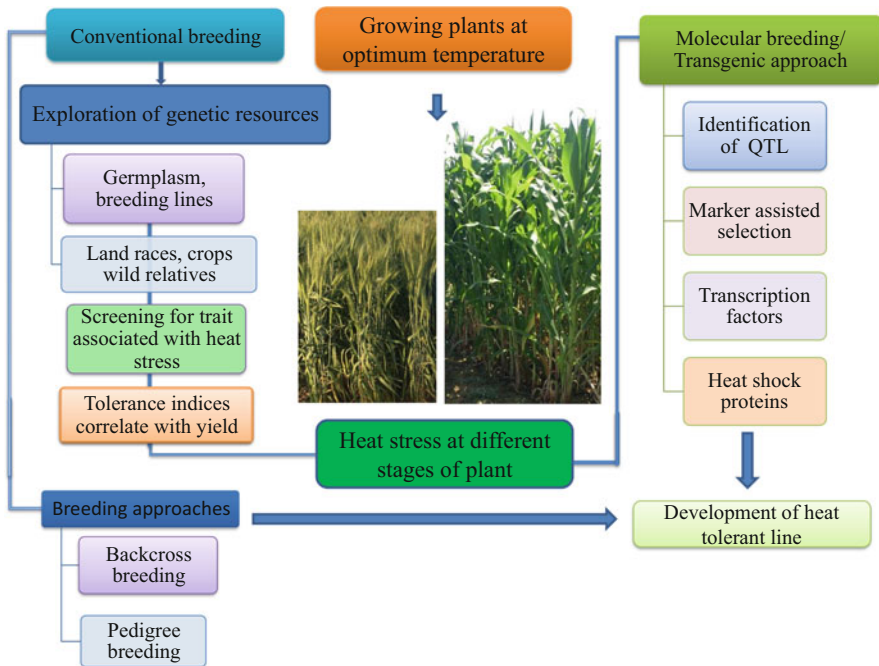 Conventional breeding
Exploration of genetic resources
Germplasm,
breeding lines
Land races, crops
wild relatives
Screening for trait
associated with heat
stress
Tolerance indices
correlate with yield
Breeding approaches
Backcross
breeding
Pedigree
breeding
Growing plants at
optimum temperature
Heat stress at different
stages of plant
Molecular breeding/
Transgenic approach
Identification
of QTL
Marker assisted
selection
Transcription
factors
Heat shock
proteins
Development of heat
tolerant line